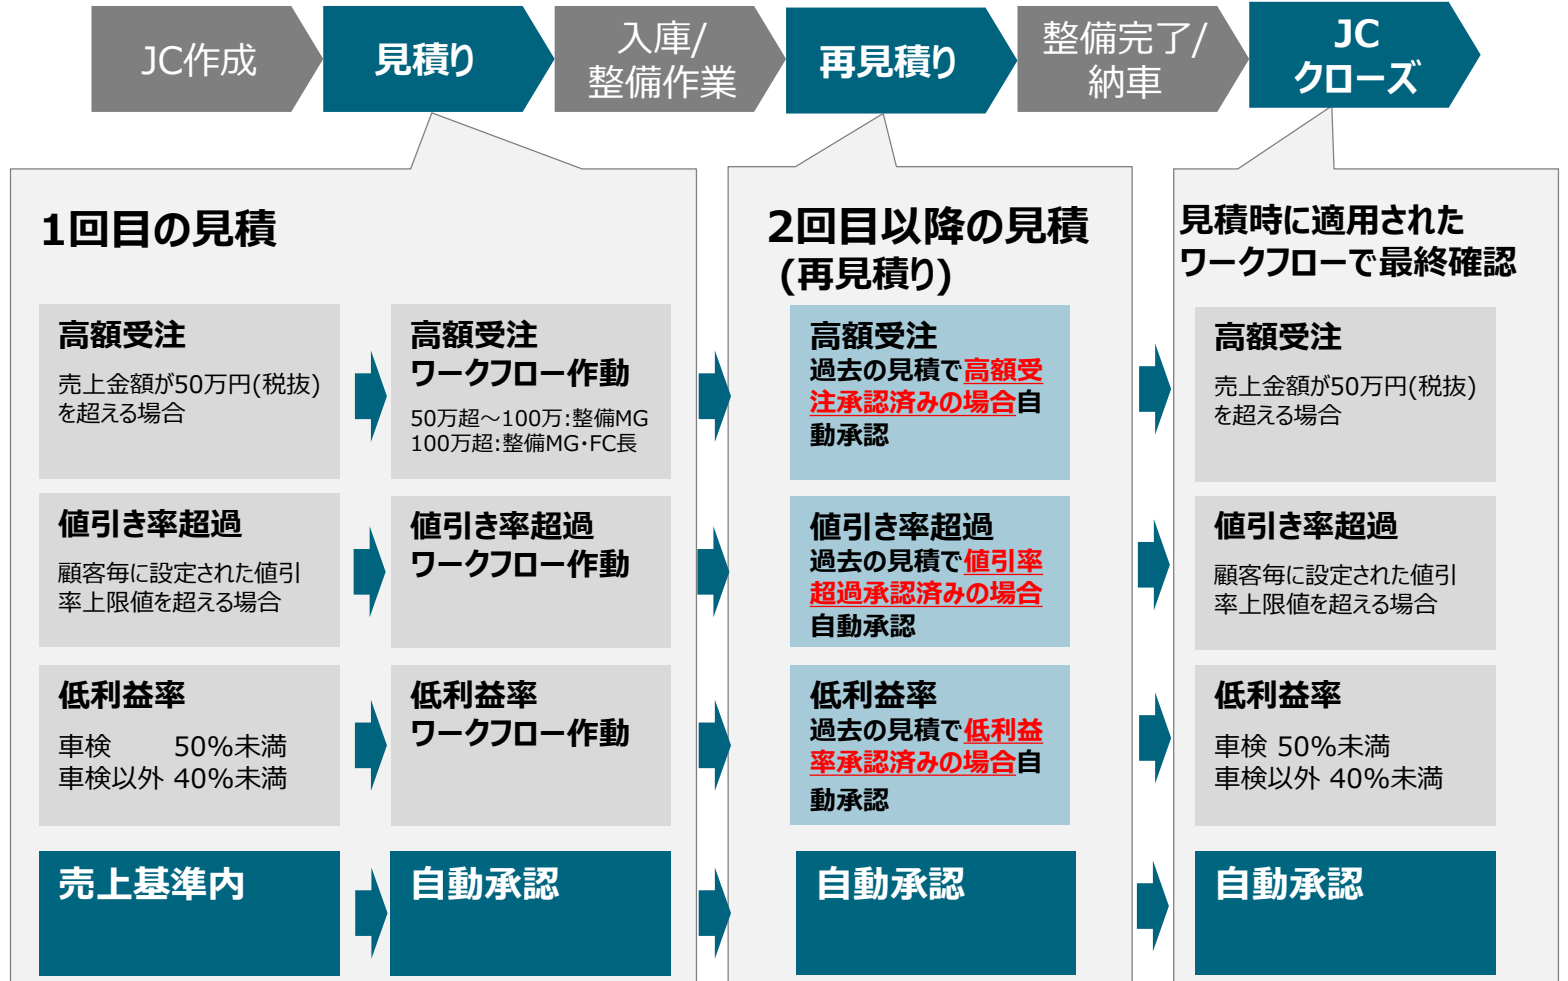 JC作成
見積り
入庫/
整備作業
再見積り
整備完了/
納車
JC
クローズ
1回目の見積
高額受注
売上金額が50万円(税抜)
を超える場合
高額受注
ワークフロー作動
50万超～100万:整備MG
100万超:整備MG・FC長
値引き率超過
顧客毎に設定された値引
率上限値を超える場合
値引き率超過
ワークフロー作動
低利益率
車検 50%未満
車検以外 40%未満
低利益率
ワークフロー作動
売上基準内
自動承認
2回目以降の見積
(再見積り)
高額受注
過去の見積で高額受
注承認済みの場合自
動承認
値引き率超過
過去の見積で値引率
超過承認済みの場合
自動承認
低利益率
過去の見積で低利益
率承認済みの場合自
動承認
自動承認
見積時に適用された
ワークフローで最終確認
高額受注
売上金額が50万円(税抜)
を超える場合
値引き率超過
顧客毎に設定された値引
率上限値を超える場合
低利益率
車検 50%未満
車検以外 40%未満
自動承認